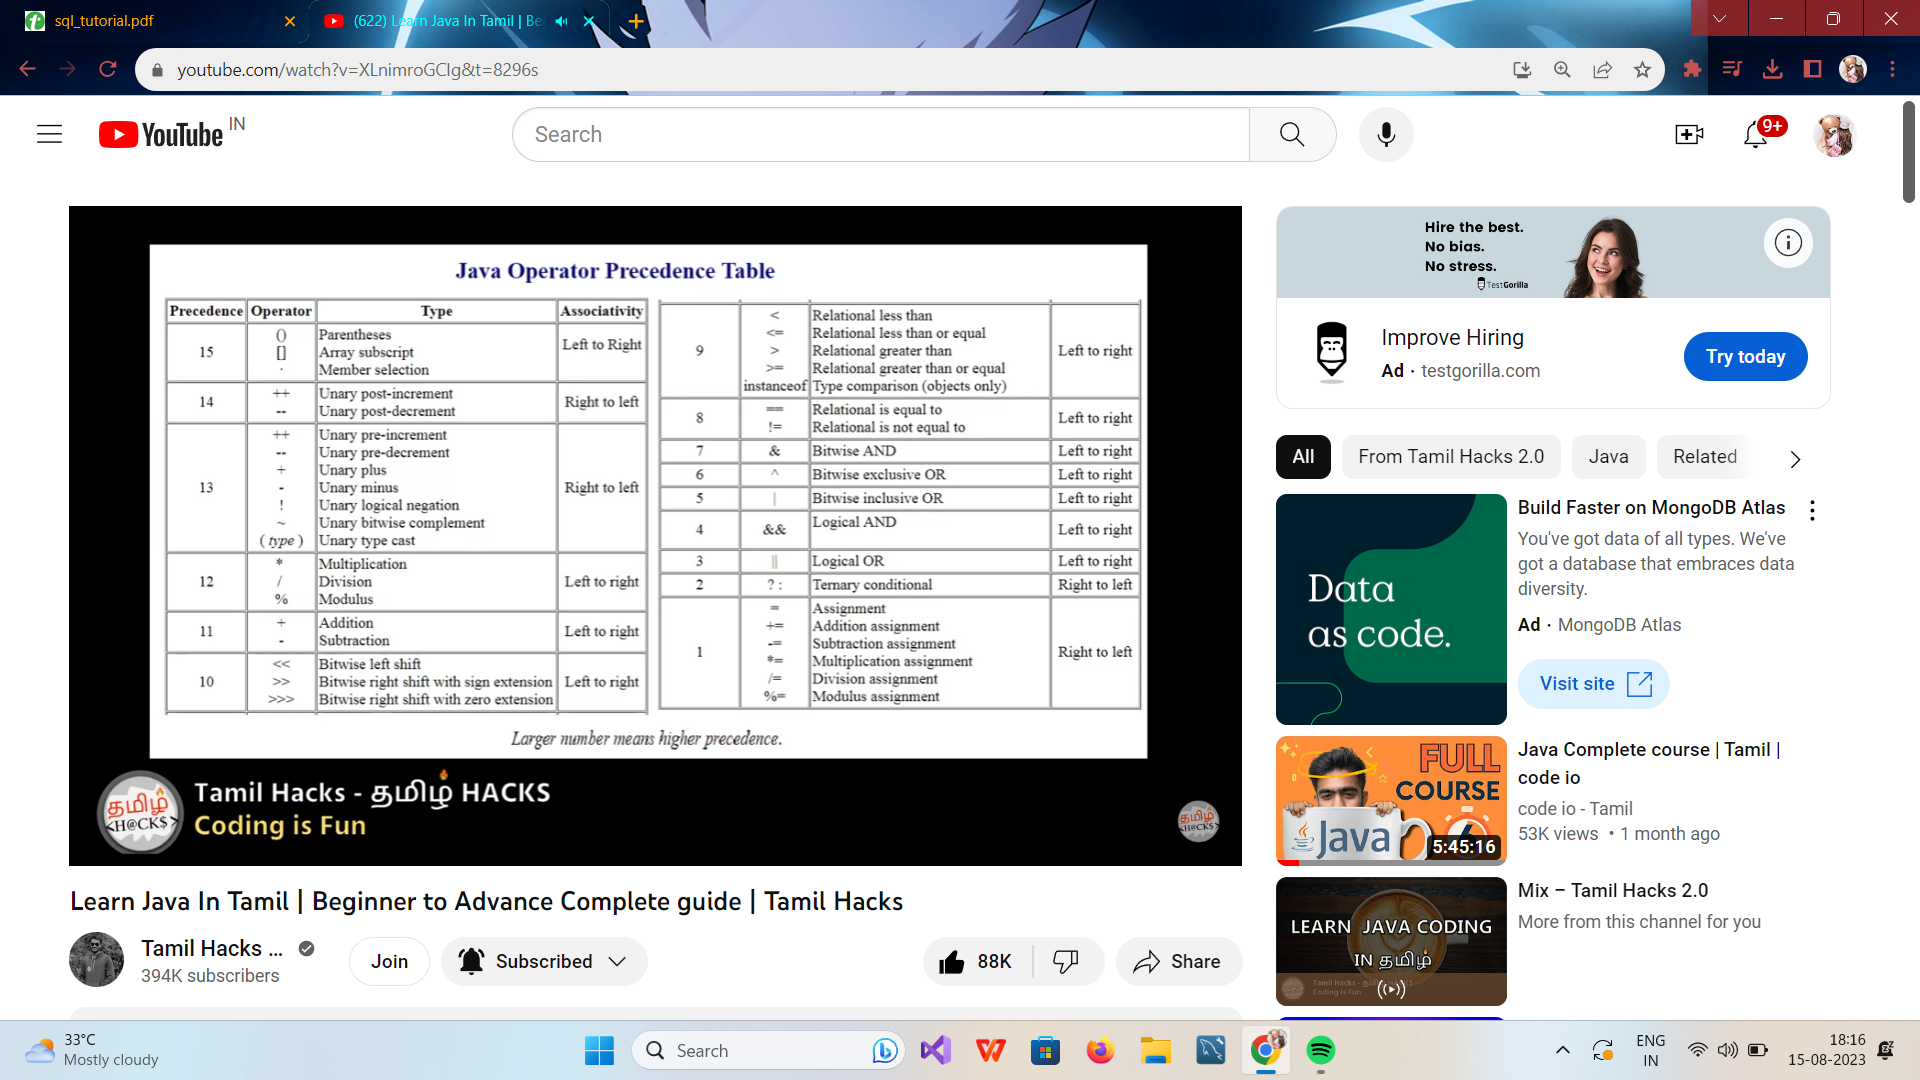 sql_tutorial.pdf
(622) Learn Java In Tamil | Be
youtube.com/watch?v=XLnimroGCIg&t=8296s
YouTube IN
Search
9+
Java Operator Precedence Table
Precedence Operator Type Associativity
15 () Parentheses Left to Right
[] Array subscript
· Member selection
14 ++ Unary post-increment Right to left
-- Unary post-decrement
13 ++ Unary pre-increment Right to left
-- Unary pre-decrement
+ Unary plus
- Unary minus
! Unary logical negation
~ Unary bitwise complement
( type ) Unary type cast
12 * Multiplication Left to right
/ Division
% Modulus
11 + Addition Left to right
- Subtraction
10 << Bitwise left shift Left to right
>> Bitwise right shift with sign extension
>>> Bitwise right shift with zero extension
9 < Relational less than Left to right
<= Relational less than or equal
> Relational greater than
>= Relational greater than or equal
instanceof Type comparison (objects only)
8 == Relational is equal to Left to right
!= Relational is not equal to
7 & Bitwise AND Left to right
6 ^ Bitwise exclusive OR Left to right
5 | Bitwise inclusive OR Left to right
4 && Logical AND Left to right
3 || Logical OR Left to right
2 ? : Ternary conditional Right to left
1 = Assignment Right to left
+= Addition assignment
-= Subtraction assignment
*= Multiplication assignment
/= Division assignment
%= Modulus assignment
Larger number means higher precedence.
தமிழ்
<H@CK$>
Tamil Hacks - தமிழ் HACKS
Coding is Fun
தமிழ்
<H@CK$>
Learn Java In Tamil | Beginner to Advance Complete guide | Tamil Hacks
Tamil Hacks ...
394K subscribers
Join
Subscribed
88K
Share
Hire the best.
No bias.
No stress.
TestGorilla
Improve Hiring
Ad · testgorilla.com
Try today
All
From Tamil Hacks 2.0
Java
Related
Data
as code.
Build Faster on MongoDB Atlas
You've got data of all types. We've
got a database that embraces data
diversity.
Ad · MongoDB Atlas
Visit site
FULL
COURSE
Java
5:45:16
Java Complete course | Tamil |
code io
code io - Tamil
53K views • 1 month ago
LEARN JAVA CODING
IN தமிழ்
Tamil Hacks - தமிழ் HACKS
Coding is Fun
Mix – Tamil Hacks 2.0
More from this channel for you
33°C
Mostly cloudy
Search
ENG
IN
18:16
15-08-2023